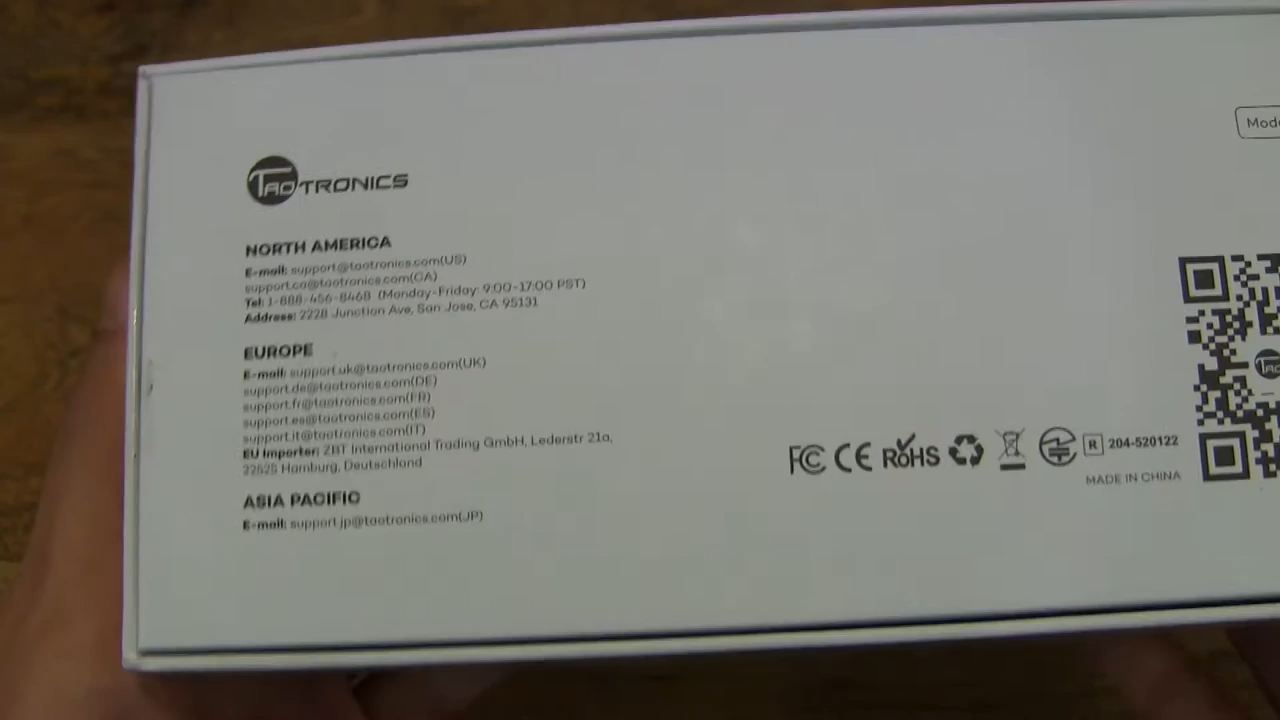 TAOTRONICS
NORTH AMERICA
E-mail: support@taotronics.com(US)
support.ca@taotronics.com(CA)
Tel: 1-888-456-8468 (Monday-Friday: 9:00-17:00 PST)
Address: 2228 Junction Ave, San Jose, CA 95131
EUROPE
E-mail: support.uk@taotronics.com(UK)
support.de@taotronics.com(DE)
support.fr@taotronics.com(FR)
support.es@taotronics.com(ES)
support.it@taotronics.com(IT)
EU Importer: ZBT International Trading GmbH, Lederstr 21a,
22525 Hamburg, Deutschland
ASIA PACIFIC
E-mail: support.jp@taotronics.com(JP)
Mode
FC CE RoHS R 204-520122
MADE IN CHINA